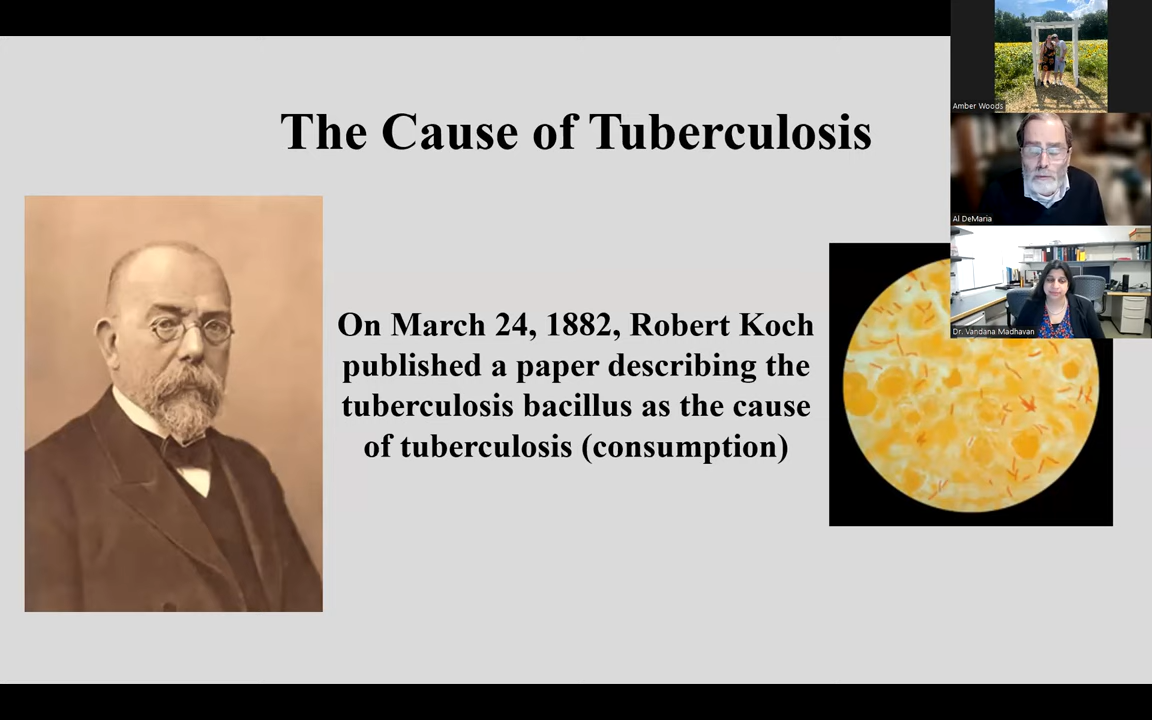 The Cause of Tuberculosis
On March 24, 1882, Robert Koch
published a paper describing the
tuberculosis bacillus as the cause
of tuberculosis (consumption)
Amber Woods
Al DeMaria
Dr. Vandana Madhavan